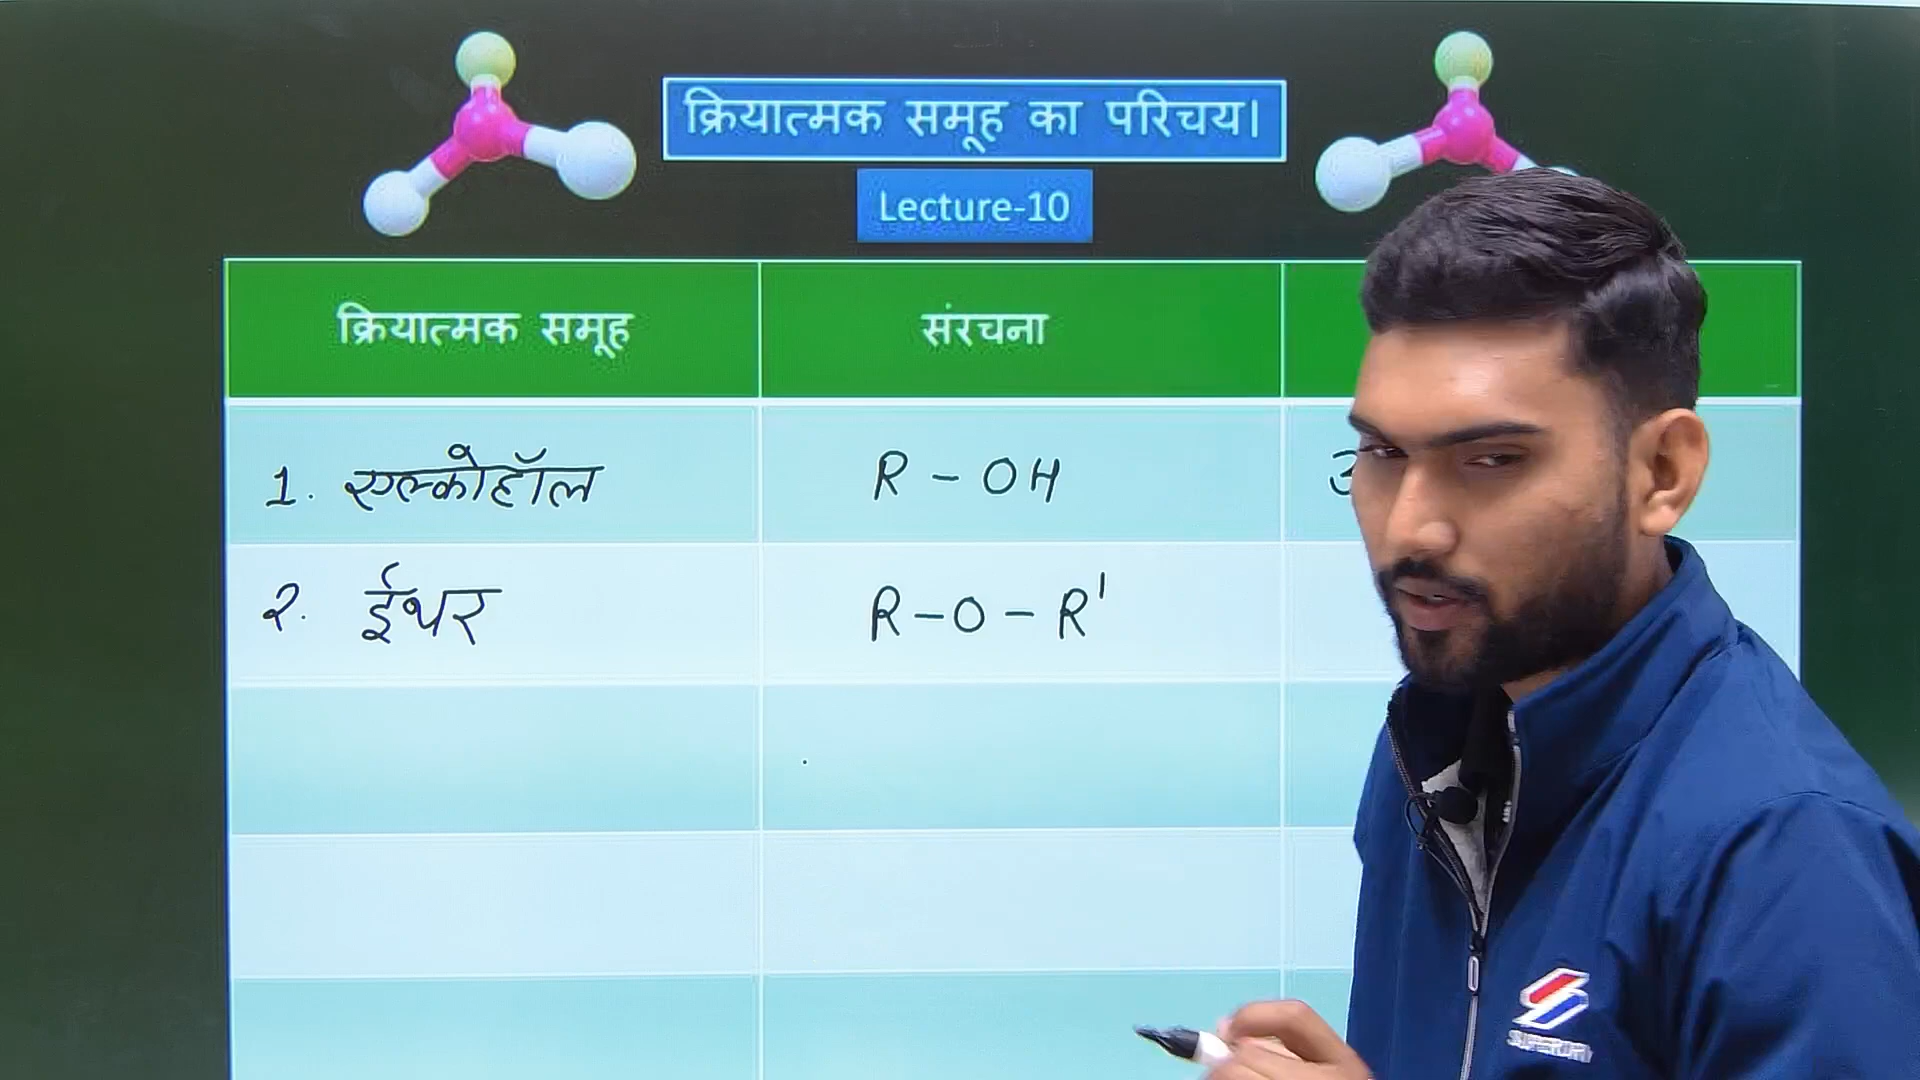 क्रियात्मक समूह का परिचय।
Lecture-10
क्रियात्मक समूह संरचना
1. एल्कोहॉल R - OH
2. ईथर R - O - R'